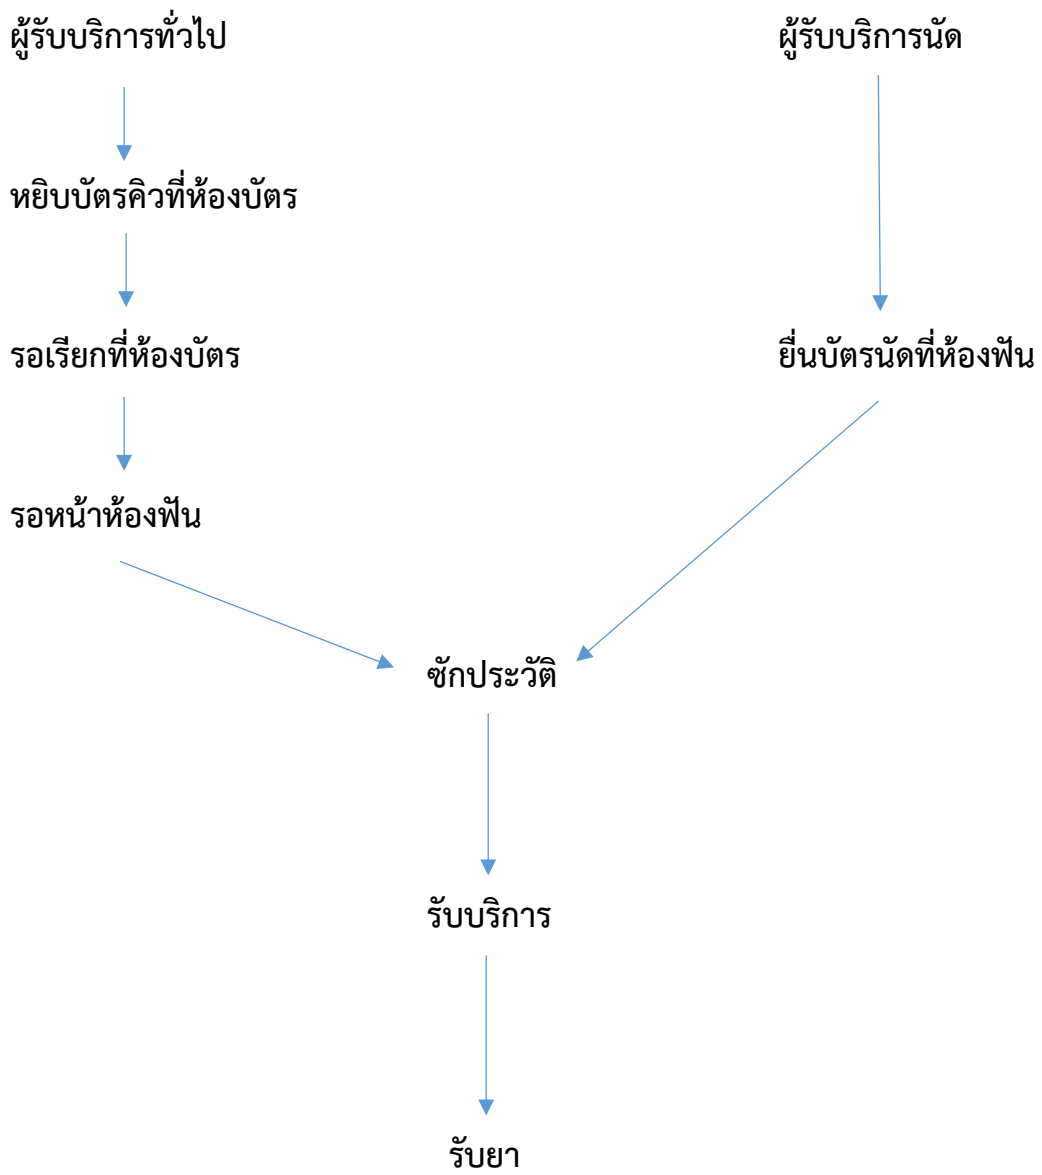 ผู้รับบริการทั่วไป
ผู้รับบริการนัด
หยิบบัตรคิวที่ห้องบัตร
รอเรียกที่ห้องบัตร
ยื่นบัตรนัดที่ห้องฟัน
รอหน้าห้องฟัน
ซักประวัติ
รับบริการ
รับยา